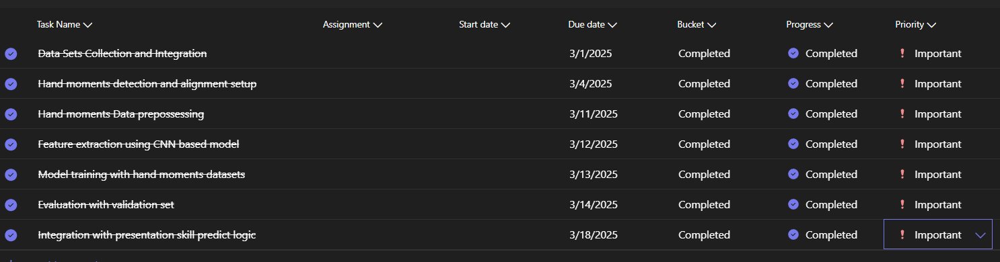 Task Name Assignment Start date Due date Bucket Progress Priority
Data Sets Collection and Integration 3/1/2025 Completed Completed Important
Hand moments detection and alignment setup 3/4/2025 Completed Completed Important
Hand moments Data prepossessing 3/11/2025 Completed Completed Important
Feature extraction using CNN based model 3/12/2025 Completed Completed Important
Model training with hand moments datasets 3/13/2025 Completed Completed Important
Evaluation with validation set 3/14/2025 Completed Completed Important
Integration with presentation skill predict logic 3/18/2025 Completed Completed Important